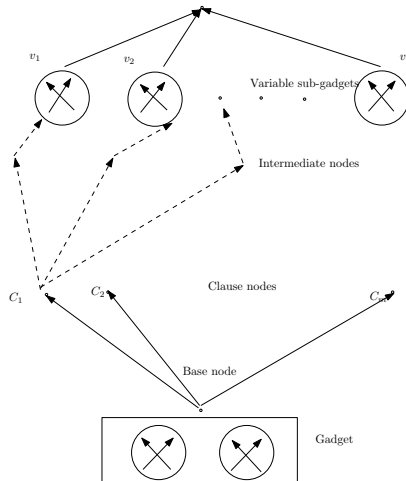 v₁
v₂
v
Variable sub-gadgets
Intermediate nodes
Clause nodes
C₁
C₂
Cₘ
Base node
Gadget